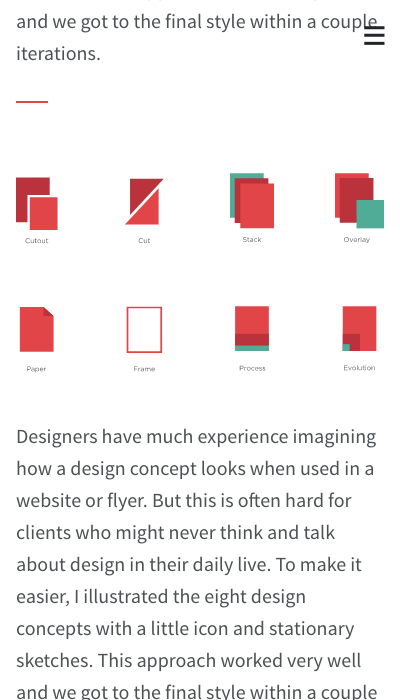 and we got to the final style within a couple
iterations.
Cutout
Cut
Stack
Overlay
Paper
Frame
Process
Evolution
Designers have much experience imagining
how a design concept looks when used in a
website or flyer. But this is often hard for
clients who might never think and talk
about design in their daily live. To make it
easier, I illustrated the eight design
concepts with a little icon and stationary
sketches. This approach worked very well
and we got to the final style within a couple